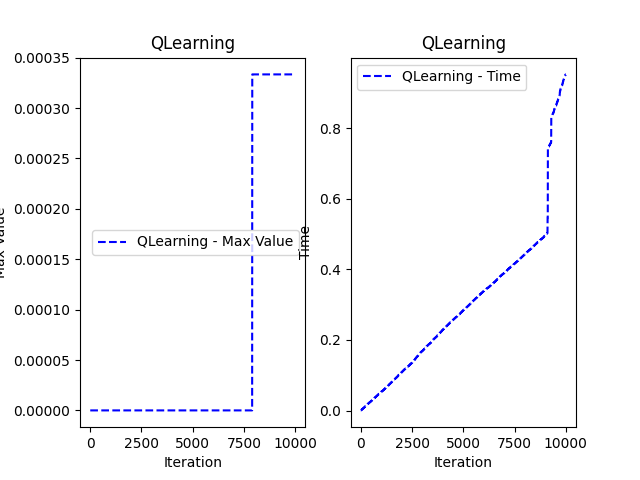 QLearning
0.00035
0.00030
0.00025
0.00020
0.00015
0.00010
0.00005
0.00000
Max Value
QLearning - Max Value
0 2500 5000 7500 10000
Iteration
QLearning
QLearning - Time
0.8
0.6
0.4
0.2
0.0
Time
0 2500 5000 7500 10000
Iteration